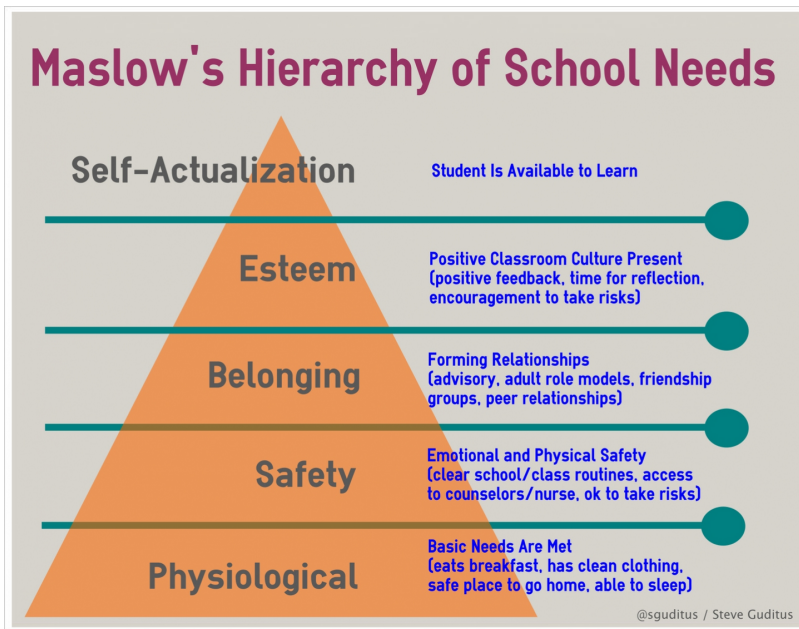 Maslow's Hierarchy of School Needs
Self-Actualization
Student Is Available to Learn
Esteem
Positive Classroom Culture Present
(positive feedback, time for reflection,
encouragement to take risks)
Belonging
Forming Relationships
(advisory, adult role models, friendship
groups, peer relationships)
Safety
Emotional and Physical Safety
(clear school/class routines, access
to counselors/nurse, ok to take risks)
Physiological
Basic Needs Are Met
(eats breakfast, has clean clothing,
safe place to go home, able to sleep)
@sguditus / Steve Guditus